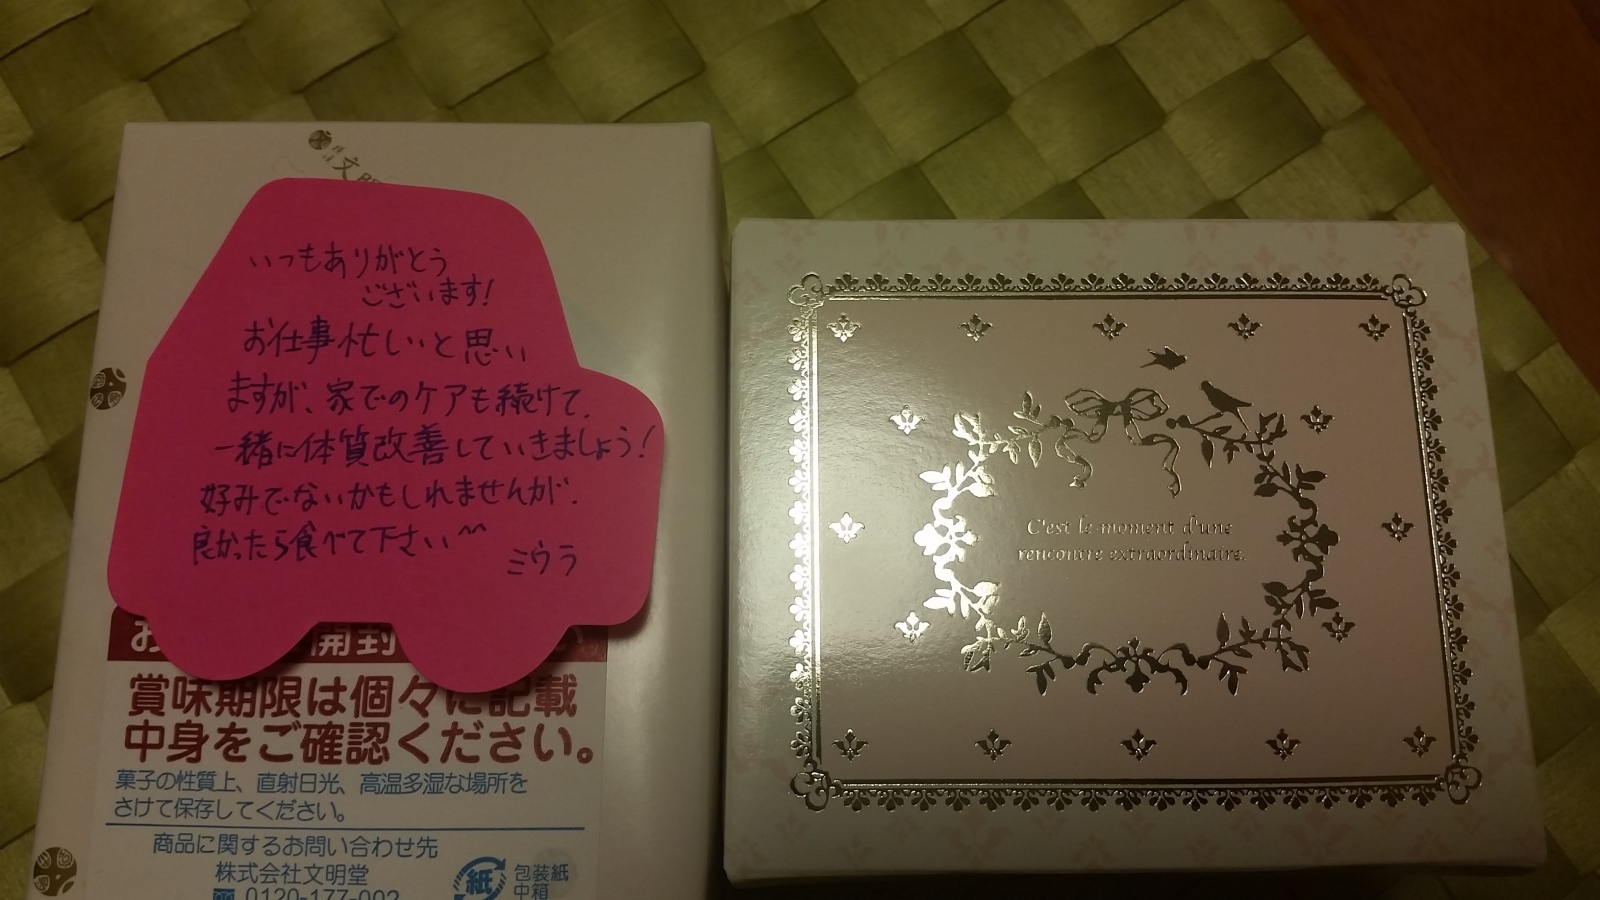 文明
いつもありがとう
ございます!
お仕事忙しいと思い
ますが、家でのケアも続けて、
一緒に体質改善していきましょう!
好みでないかもしれませんが、
良かったら食べて下さい^^
ミウラ
開封
賞味期限は個々に記載
中身をご確認ください。
菓子の性質上、直射日光、高温多湿な場所を
さけて保存してください。
商品に関するお問い合わせ先
株式会社文明堂
0120-177-002
紙
包装紙
中箱
C'est le moment d'une
rencontre extraordinaire.